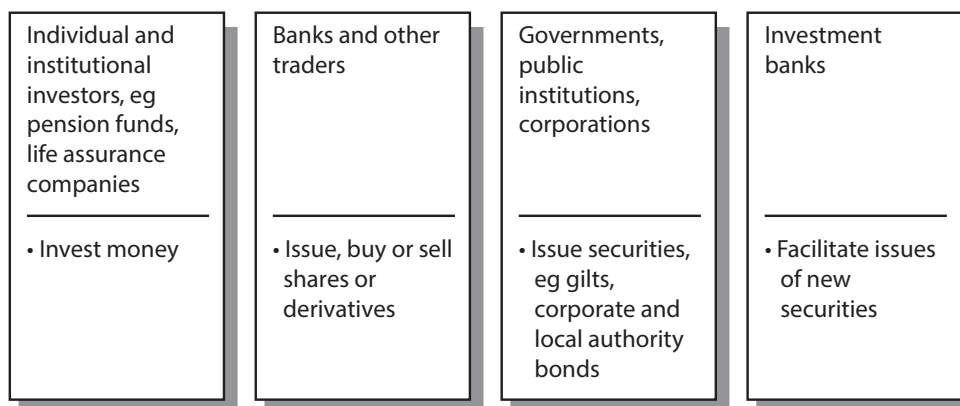 Individual and
institutional
investors, eg
pension funds,
life assurance
companies
• Invest money
Banks and other
traders
• Issue, buy or sell
shares or
derivatives
Governments,
public
institutions,
corporations
• Issue securities,
eg gilts,
corporate and
local authority
bonds
Investment
banks
• Facilitate issues
of new
securities